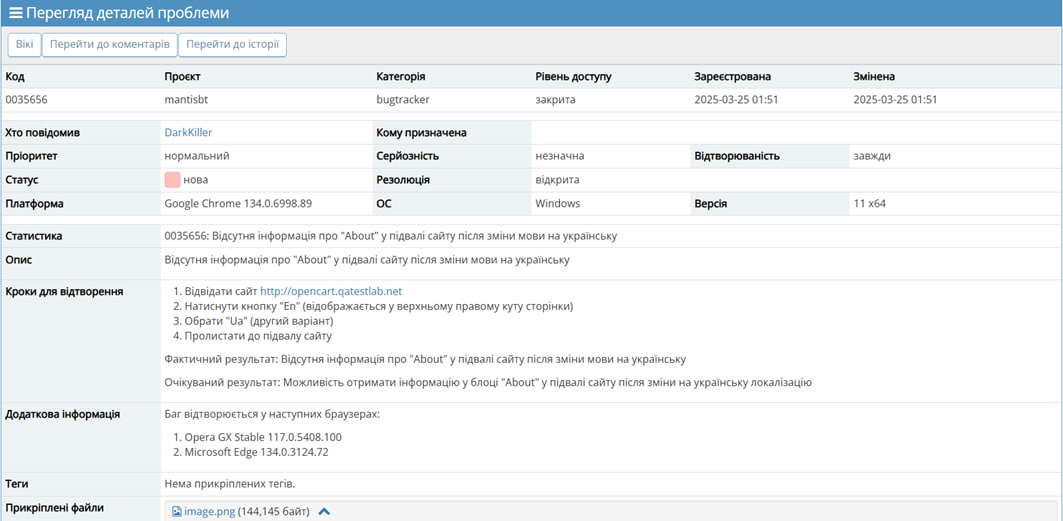 Перегляд деталей проблеми
Вікі Перейти до коментарів Перейти до історії
Код Проєкт Категорія Рівень доступу Зареєстрована Змінена
0035656 mantisbt bugtracker закрита 2025-03-25 01:51 2025-03-25 01:51
Хто повідомив DarkKiller Кому призначена
Пріоритет нормальний Серйозність незначна Відтворюваність завжди
Статус нова Резолюція відкрита
Платформа Google Chrome 134.0.6998.89 ОС Windows Версія 11 x64
Статистика 0035656: Відсутня інформація про "About" у підвалі сайту після зміни мови на українську
Опис Відсутня інформація про "About" у підвалі сайту після зміни мови на українську
Кроки для відтворення 1. Відвідати сайт http://opencart.qatestlab.net
2. Натиснути кнопку "En" (відображається у верхньому правому куту сторінки)
3. Обрати "Ua" (другий варіант)
4. Пролистати до підвалу сайту
Фактичний результат: Відсутня інформація про "About" у підвалі сайту після зміни мови на українську
Очікуваний результат: Можливість отримати інформацію у блоці "About" у підвалі сайту після зміни на українську локалізацію
Додаткова інформація Баг відтворюється у наступних браузерах:
1. Opera GX Stable 117.0.5408.100
2. Microsoft Edge 134.0.3124.72
Теги Нема прикріплених тегів.
Прикріплені файли image.png (144,145 байт)